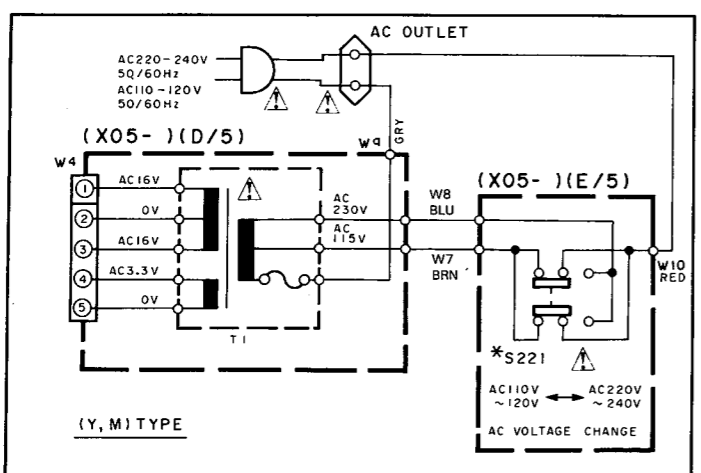 AC OUTLET
AC220-240V
50/60Hz
AC110-120V
50/60Hz
GRY
(X05- )(D/5)
W9
W4
(X05- )(E/5)
1
AC16V
2
0V
3
AC16V
4
AC3.3V
5
0V
AC
230V
AC
115V
W8
BLU
W7
BRN
W10
RED
T1
*S221
AC110V
~120V
AC220V
~240V
AC VOLTAGE CHANGE
(Y,M)TYPE